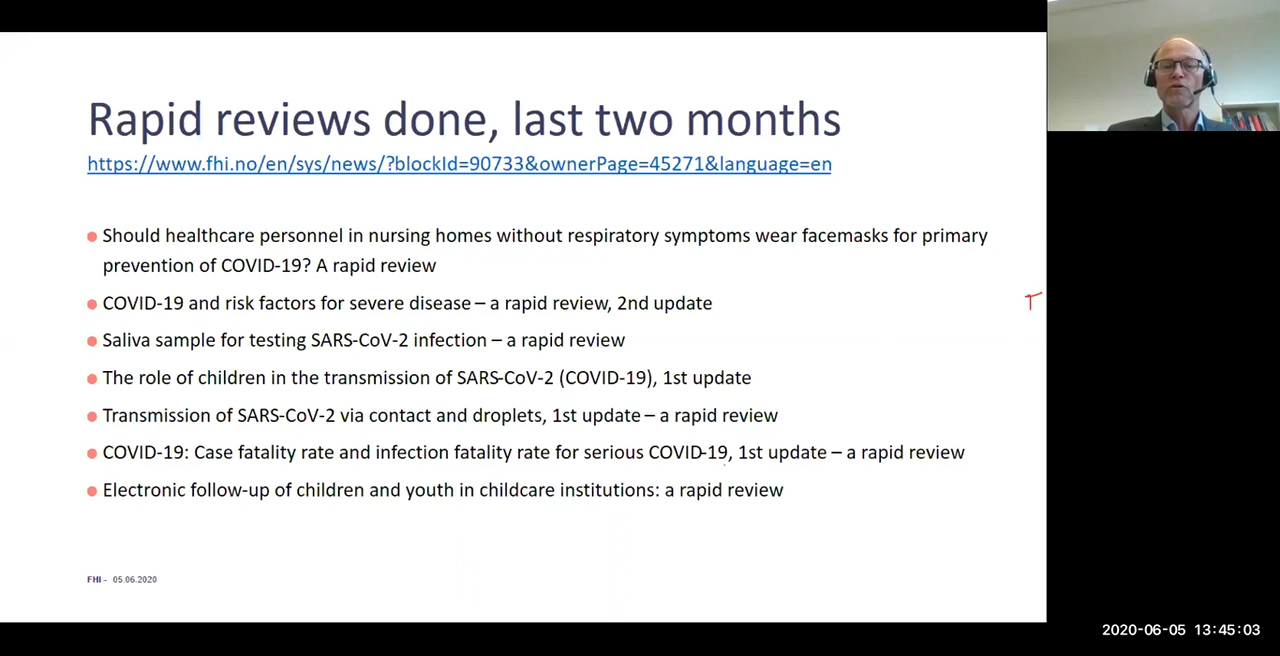 Rapid reviews done, last two months
https://www.fhi.no/en/sys/news/?blockId=90733&ownerPage=45271&language=en
● Should healthcare personnel in nursing homes without respiratory symptoms wear facemasks for primary
prevention of COVID-19? A rapid review
● COVID-19 and risk factors for severe disease – a rapid review, 2nd update
● Saliva sample for testing SARS-CoV-2 infection – a rapid review
● The role of children in the transmission of SARS-CoV-2 (COVID-19), 1st update
● Transmission of SARS-CoV-2 via contact and droplets, 1st update – a rapid review
● COVID-19: Case fatality rate and infection fatality rate for serious COVID-19, 1st update – a rapid review
● Electronic follow-up of children and youth in childcare institutions: a rapid review
FHI - 05.06.2020
2020-06-05 13:45:03